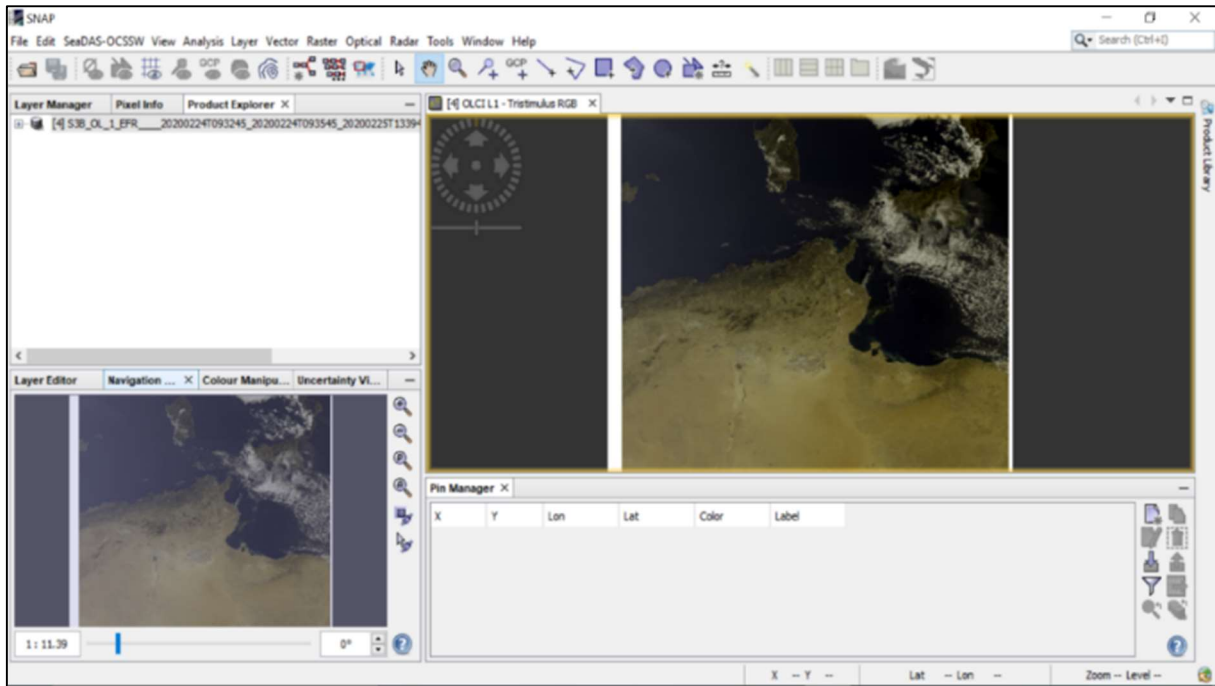 SNAP
File Edit SeaDAS-OCSSW View Analysis Layer Vector Raster Optical Radar Tools Window Help
Search (Ctrl+I)
GCP GCP
Layer Manager Pixel Info Product Explorer
[4] OLCI L1 - Tristimulus RGB
[4] S3B_OL_1_EFR____20200224T093245_20200224T093545_20200225T13394
Product Library
Layer Editor Navigation ... Colour Manipu... Uncertainty Vi...
Pin Manager
X Y Lon Lat Color Label
1 : 11.39 0°
X -- Y -- Lat -- Lon -- Zoom -- Level --